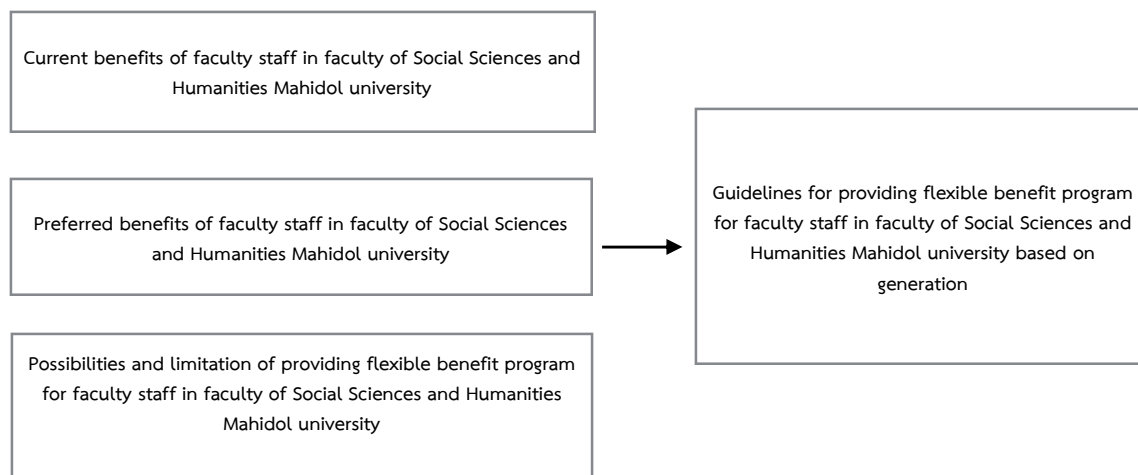 Current benefits of faculty staff in faculty of Social Sciences and
Humanities Mahidol university
Preferred benefits of faculty staff in faculty of Social Sciences
and Humanities Mahidol university
Possibilities and limitation of providing flexible benefit program
for faculty staff in faculty of Social Sciences and Humanities
Mahidol university
Guidelines for providing flexible benefit program
for faculty staff in faculty of Social Sciences and
Humanities Mahidol university based on
generation